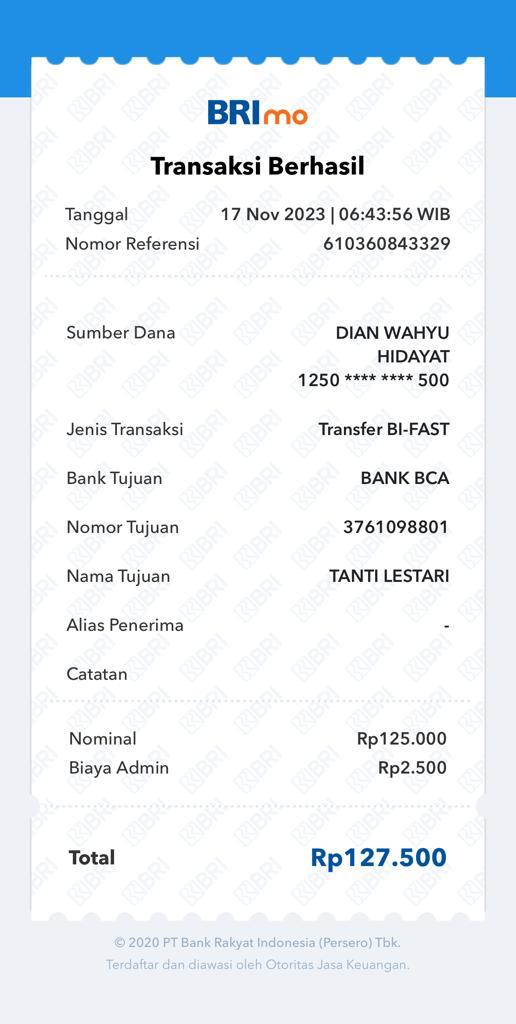 BRImo
Transaksi Berhasil
Tanggal 17 Nov 2023 | 06:43:56 WIB
Nomor Referensi 610360843329
Sumber Dana DIAN WAHYU
HIDAYAT
1250 **** **** 500
Jenis Transaksi Transfer BI-FAST
Bank Tujuan BANK BCA
Nomor Tujuan 3761098801
Nama Tujuan TANTI LESTARI
Alias Penerima -
Catatan
Nominal Rp125.000
Biaya Admin Rp2.500
Total Rp127.500
© 2020 PT Bank Rakyat Indonesia (Persero) Tbk.
Terdaftar dan diawasi oleh Otoritas Jasa Keuangan.